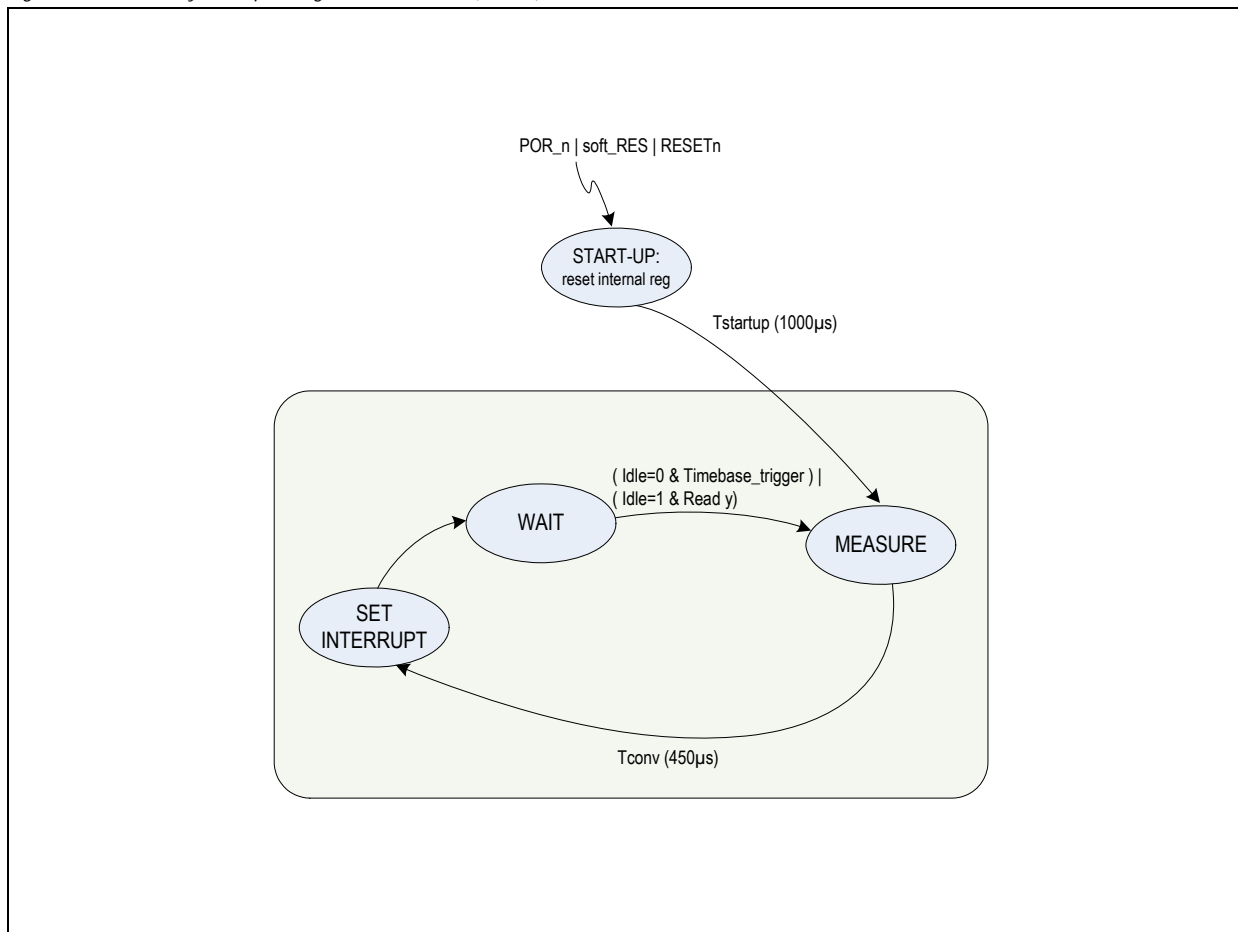 POR_n | soft_RES | RESETn
START-UP:
reset internal reg
Tstartup (1000µs)
( Idle=0 & Timebase_trigger ) |
( Idle=1 & Read y)
WAIT
MEASURE
SET
INTERRUPT
Tconv (450µs)